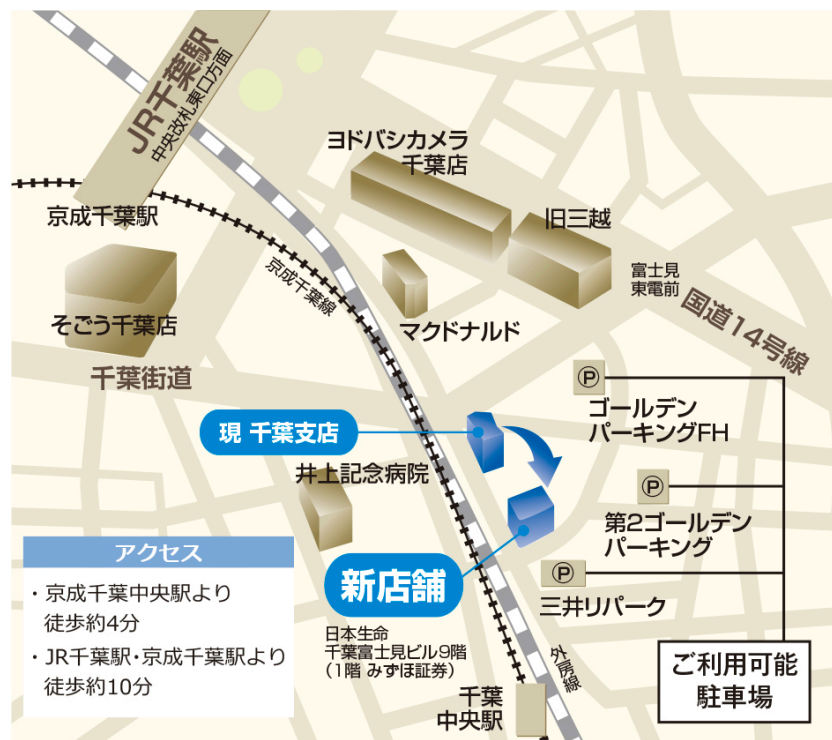 JR千葉駅
中央改札東口方面
京成千葉駅
そごう千葉店
千葉街道
京成千葉線
ヨドバシカメラ
千葉店
旧三越
マクドナルド
富士見
東電前
国道14号線
P
ゴールデン
パーキングFH
現 千葉支店
井上記念病院
P
第2ゴールデン
パーキング
新店舗
日本生命
千葉富士見ビル9階
(1階 みずほ証券)
P
三井リパーク
外房線
千葉
中央駅
ご利用可能
駐車場
アクセス
・京成千葉中央駅より
徒歩約4分
・JR千葉駅・京成千葉駅より
徒歩約10分